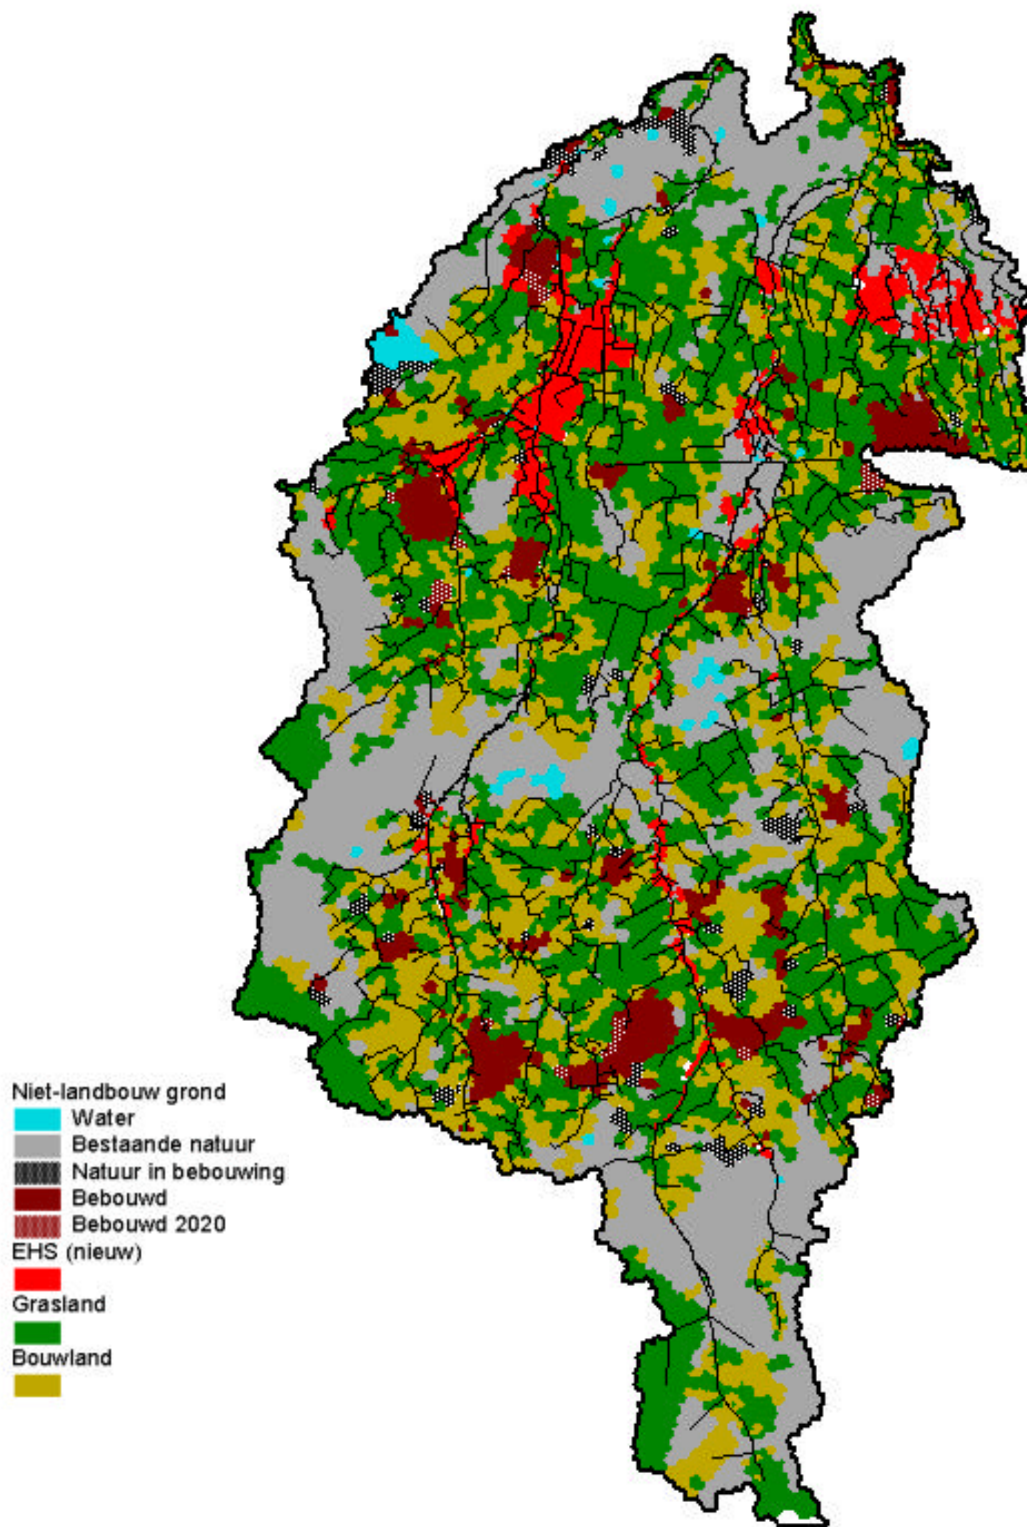 Niet-landbouw grond
Water
Bestaande natuur
Natuur in bebouwing
Bebouwd
Bebouwd 2020
EHS (nieuw)
Grasland
Bouwland